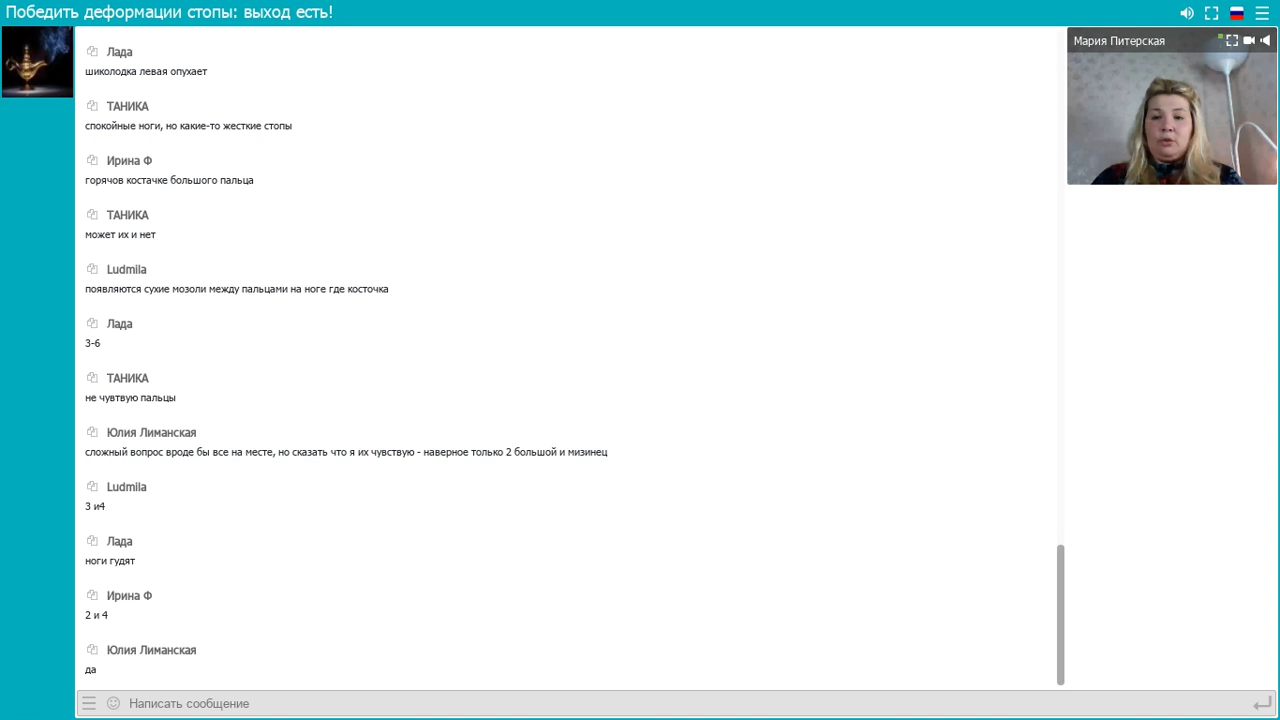 Победить деформации стопы: выход есть!
Мария Питерская
Лада
шиколодка левая опухает
ТАНИКА
спокойные ноги, но какие-то жесткие стопы
Ирина Ф
горячов костачке большого пальца
ТАНИКА
может их и нет
Ludmila
появляются сухие мозоли между пальцами на ноге где косточка
Лада
3-6
ТАНИКА
не чувтвую пальцы
Юлия Лиманская
сложный вопрос вроде бы все на месте, но сказать что я их чувствую - наверное только 2 большой и мизинец
Ludmila
3 и4
Лада
ноги гудят
Ирина Ф
2 и 4
Юлия Лиманская
да
Написать сообщение